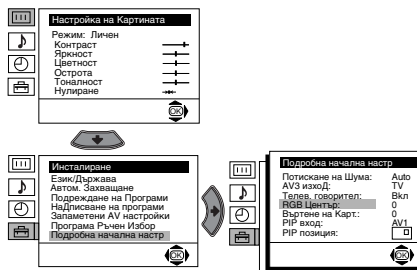 Настройка на Картината
Режим: Личен
Контраст
Яркност
Цветност
Острота
Тоналност
Нулиране
OK
Инсталиране
Език/Държава
Автом. Захващане
Подреждане на Програми
НаДписване на програми
Запаметени AV настройки
Програма Ръчен Избор
Подробна начална настр
OK
Подробна начална настр
Потискане на Шума: Auto
AV3 изхоД: TV
Телев. говорител: Вкл
RGB Център: 0
Въртене на Карт.: 0
PIP вход: AV1
PIP позиция:
OK